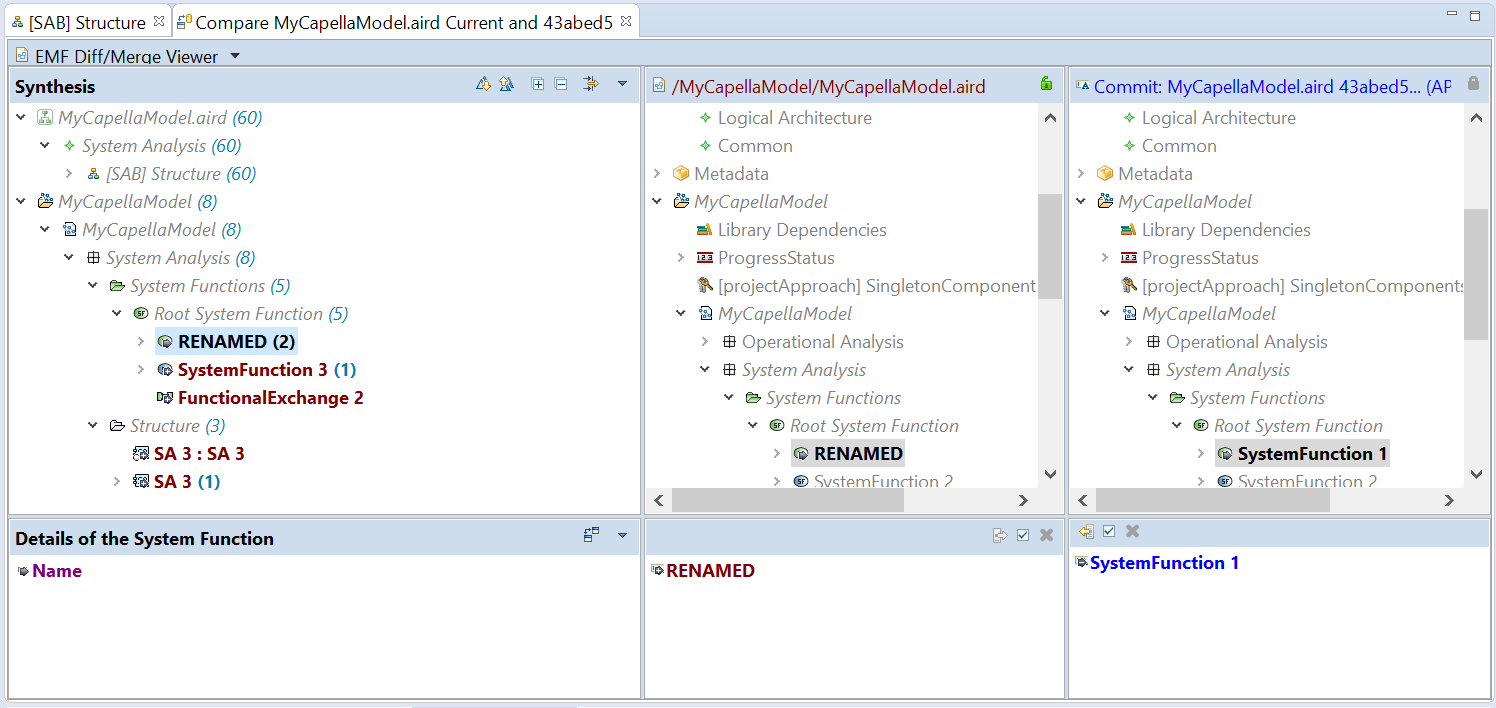 [SAB] Structure
Compare MyCapellaModel.aird Current and 43abed5
EMF Diff/Merge Viewer
Synthesis
MyCapellaModel.aird (60)
System Analysis (60)
[SAB] Structure (60)
MyCapellaModel (8)
MyCapellaModel (8)
System Analysis (8)
System Functions (5)
Root System Function (5)
RENAMED (2)
SystemFunction 3 (1)
FunctionalExchange 2
Structure (3)
SA 3 : SA 3
SA 3 (1)
/MyCapellaModel/MyCapellaModel.aird
Logical Architecture
Common
Metadata
MyCapellaModel
Library Dependencies
ProgressStatus
[projectApproach] SingletonComponent
MyCapellaModel
Operational Analysis
System Analysis
System Functions
Root System Function
RENAMED
SystemFunction 2
Commit: MyCapellaModel.aird 43abed5... (AP
Logical Architecture
Common
Metadata
MyCapellaModel
Library Dependencies
ProgressStatus
[projectApproach] SingletonComponents
MyCapellaModel
Operational Analysis
System Analysis
System Functions
Root System Function
SystemFunction 1
SystemFunction 2
Details of the System Function
Name
RENAMED
SystemFunction 1